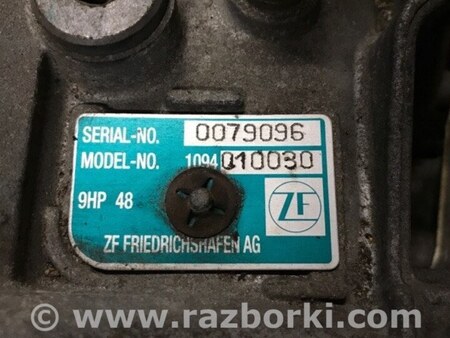 SERIAL-NO. 0079096
MODEL-NO. 1094 010030
9HP 48
ZF
ZF FRIEDRICHSHAFEN AG
© www.razborki.com